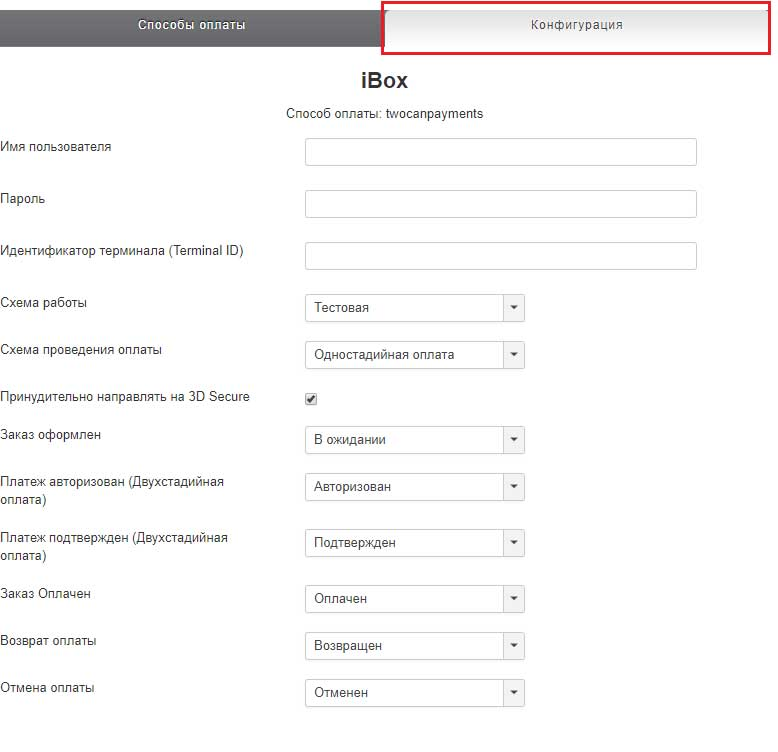 Способы оплаты
Конфигурация
iBox
Способ оплаты: twocanpayments
Имя пользователя
Пароль
Идентификатор терминала (Terminal ID)
Схема работы
Тестовая
Схема проведения оплаты
Одностадийная оплата
Принудительно направлять на 3D Secure
Заказ оформлен
В ожидании
Платеж авторизован (Двухстадийная
оплата)
Авторизован
Платеж подтвержден (Двухстадийная
оплата)
Подтвержден
Заказ Оплачен
Оплачен
Возврат оплаты
Возвращен
Отмена оплаты
Отменен